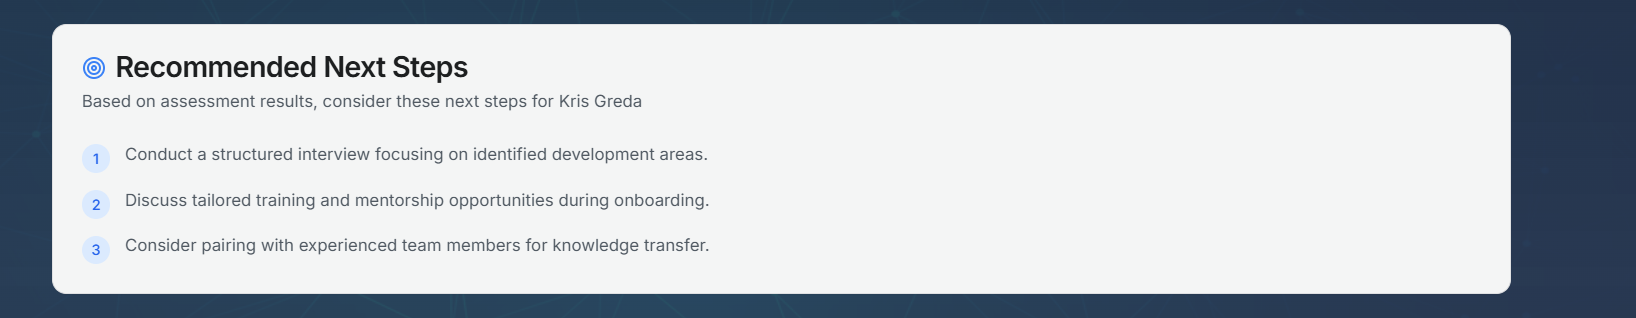 Recommended Next Steps
Based on assessment results, consider these next steps for Kris Greda
1 Conduct a structured interview focusing on identified development areas.
2 Discuss tailored training and mentorship opportunities during onboarding.
3 Consider pairing with experienced team members for knowledge transfer.